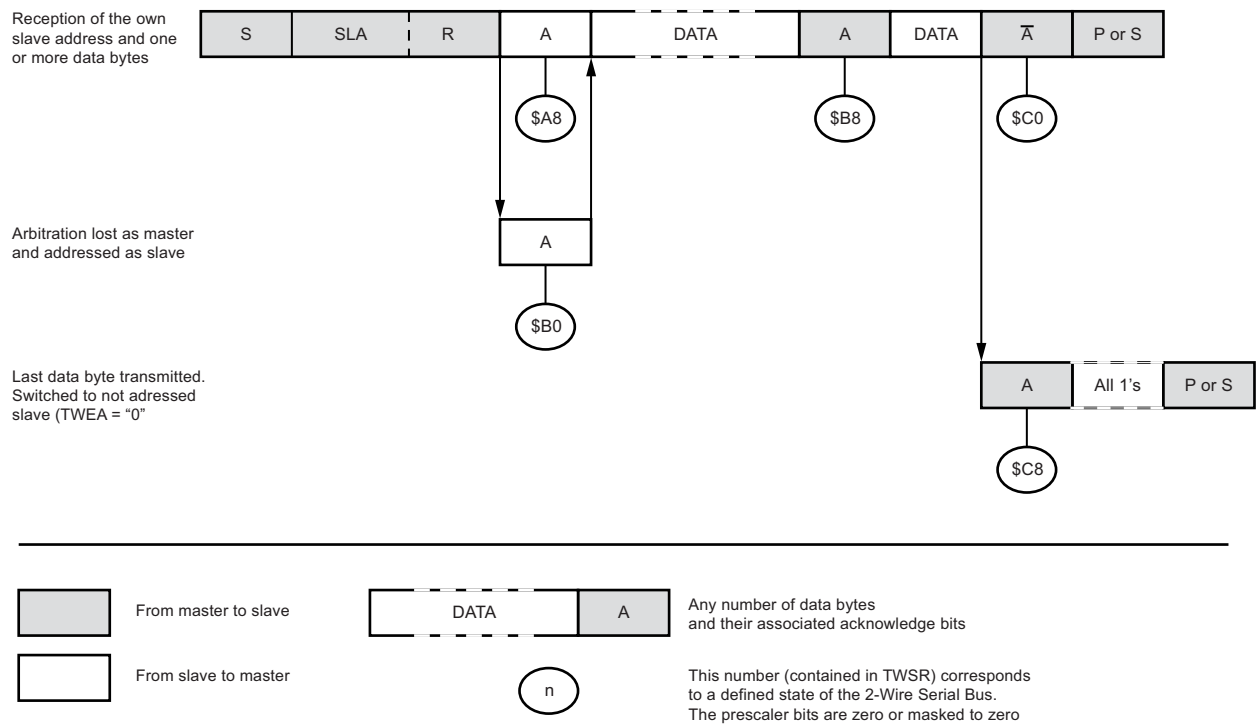 Reception of the own
slave address and one
or more data bytes
S SLA R A DATA A DATA A̅ P or S
$A8 $B8 $C0
Arbitration lost as master
and addressed as slave
A
$B0
Last data byte transmitted.
Switched to not adressed
slave (TWEA = “0”
A All 1's P or S
$C8
From master to slave
DATA A
Any number of data bytes
and their associated acknowledge bits
From slave to master
n
This number (contained in TWSR) corresponds
to a defined state of the 2-Wire Serial Bus.
The prescaler bits are zero or masked to zero